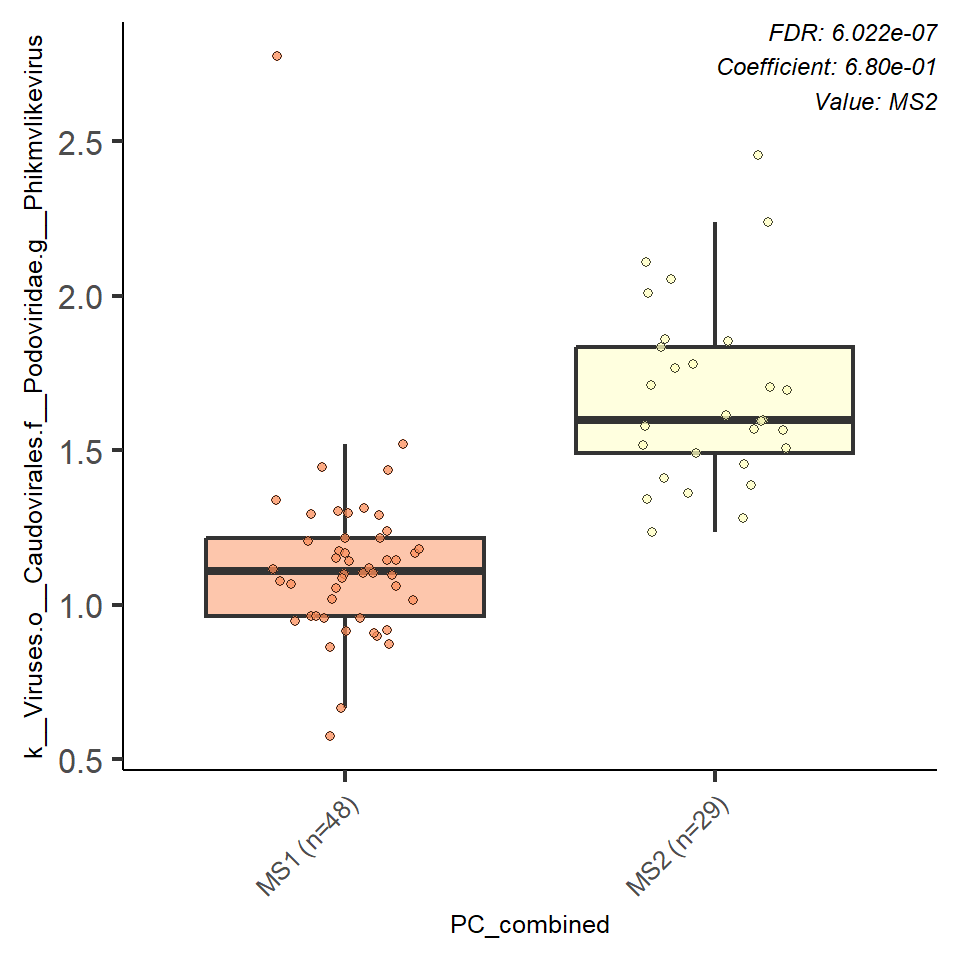 FDR: 6.022e-07
Coefficient: 6.80e-01
Value: MS2
k__Viruses.o__Caudovirales.f__Podoviridae.g__Phikmvlikevirus
2.5
2.0
1.5
1.0
0.5
MS1 (n=48)
MS2 (n=29)
PC_combined